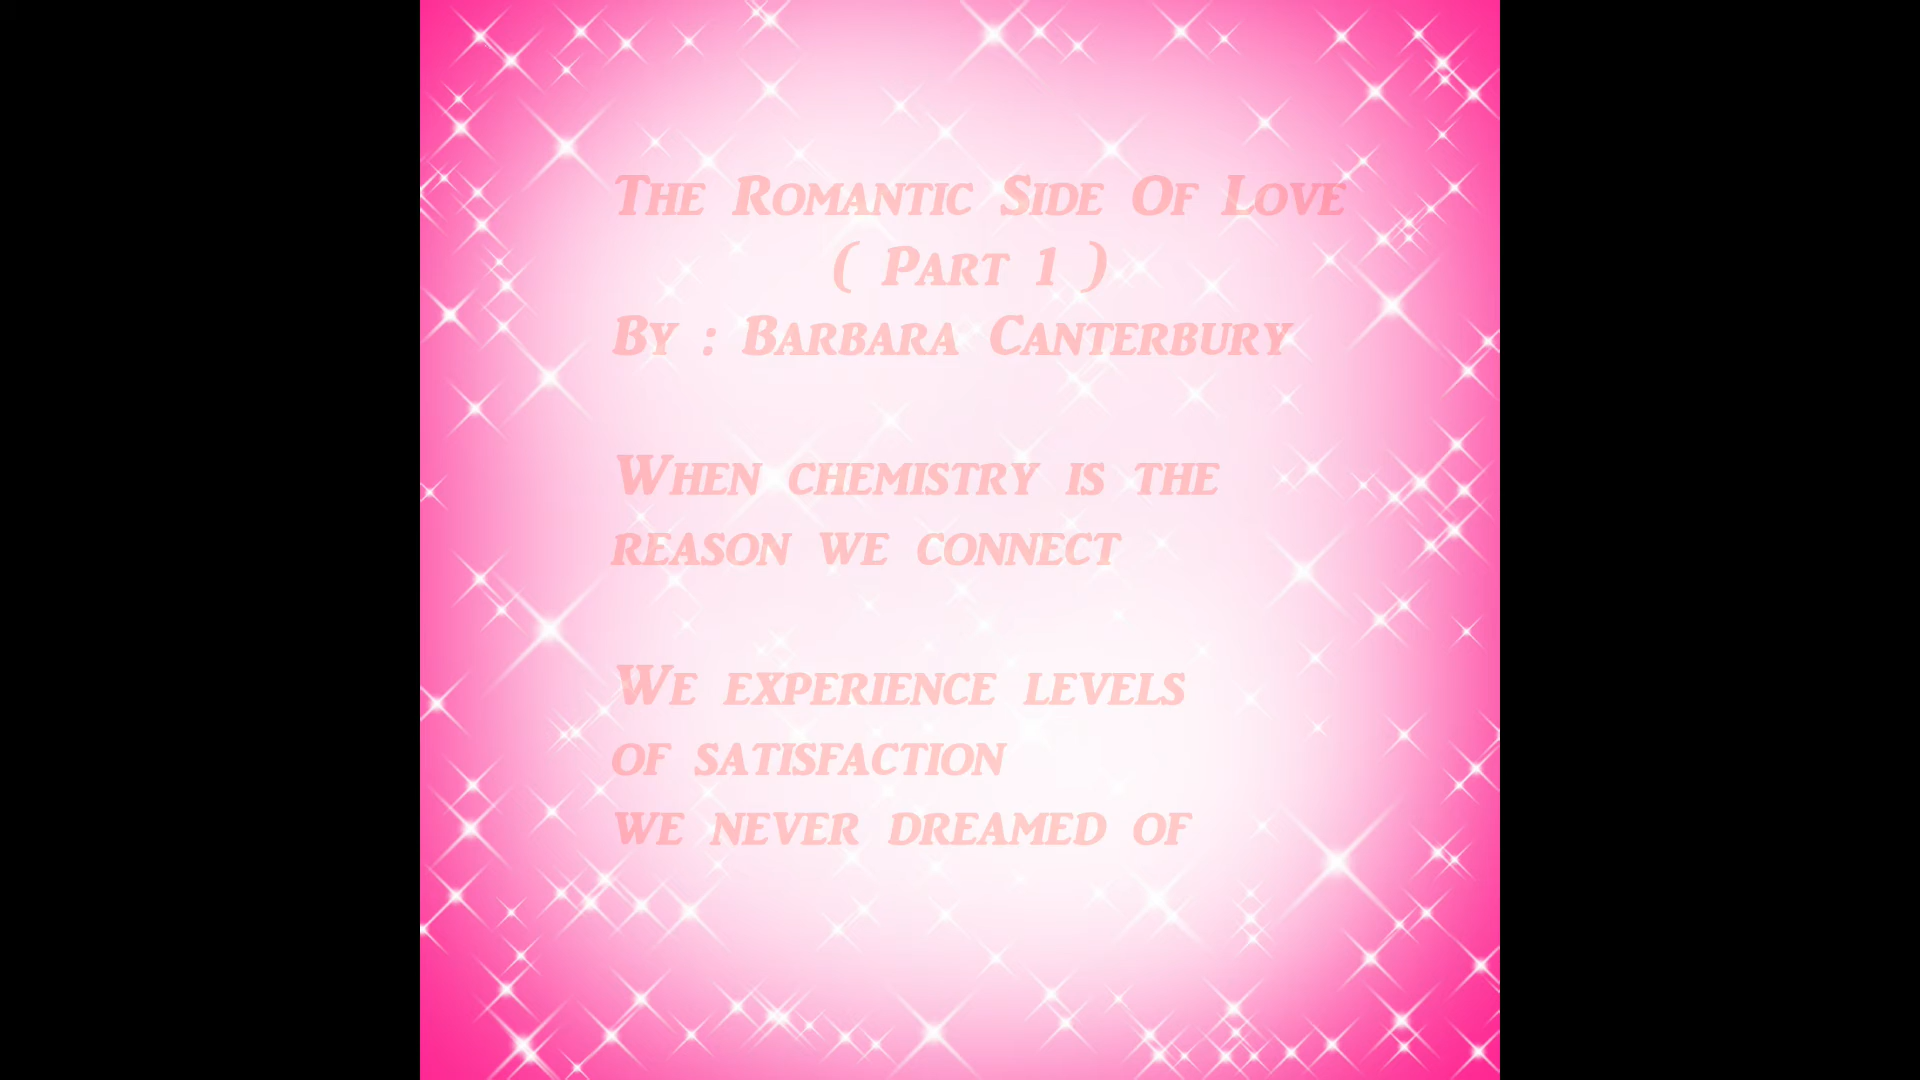 The Romantic Side Of Love
( Part 1 )
By : Barbara Canterbury
When chemistry is the
reason we connect
We experience levels
of satisfaction
we never dreamed of